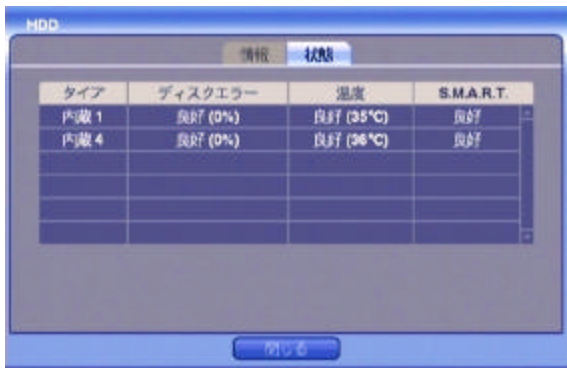 HDD
情報 状態
タイプ ディスクエラー 温度 S.M.A.R.T.
内蔵 1 良好 (0%) 良好 (35°C) 良好
内蔵 4 良好 (0%) 良好 (36°C) 良好
閉じる